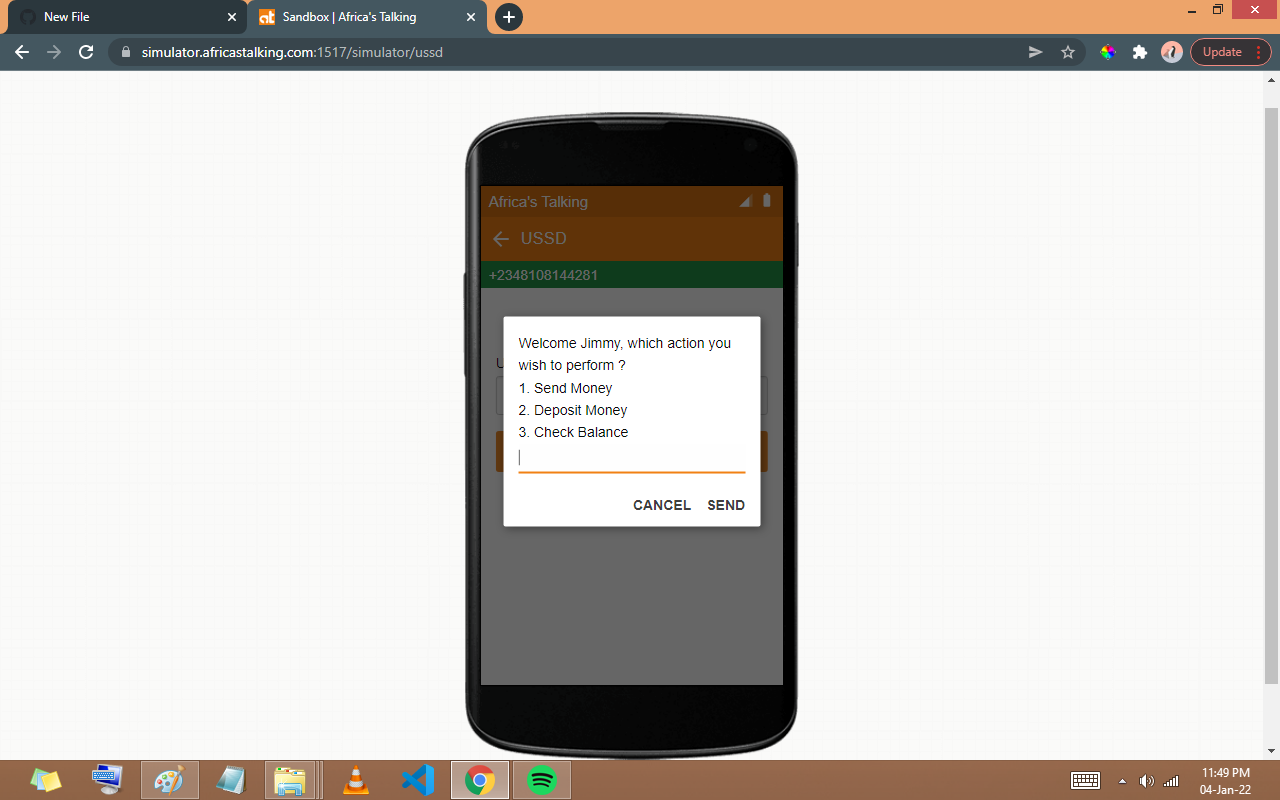 New File
Sandbox | Africa's Talking
simulator.africastalking.com:1517/simulator/ussd
Update
Africa's Talking
USSD
+2348108144281
Welcome Jimmy, which action you
wish to perform ?
1. Send Money
2. Deposit Money
3. Check Balance
CANCEL SEND
11:49 PM
04-Jan-22